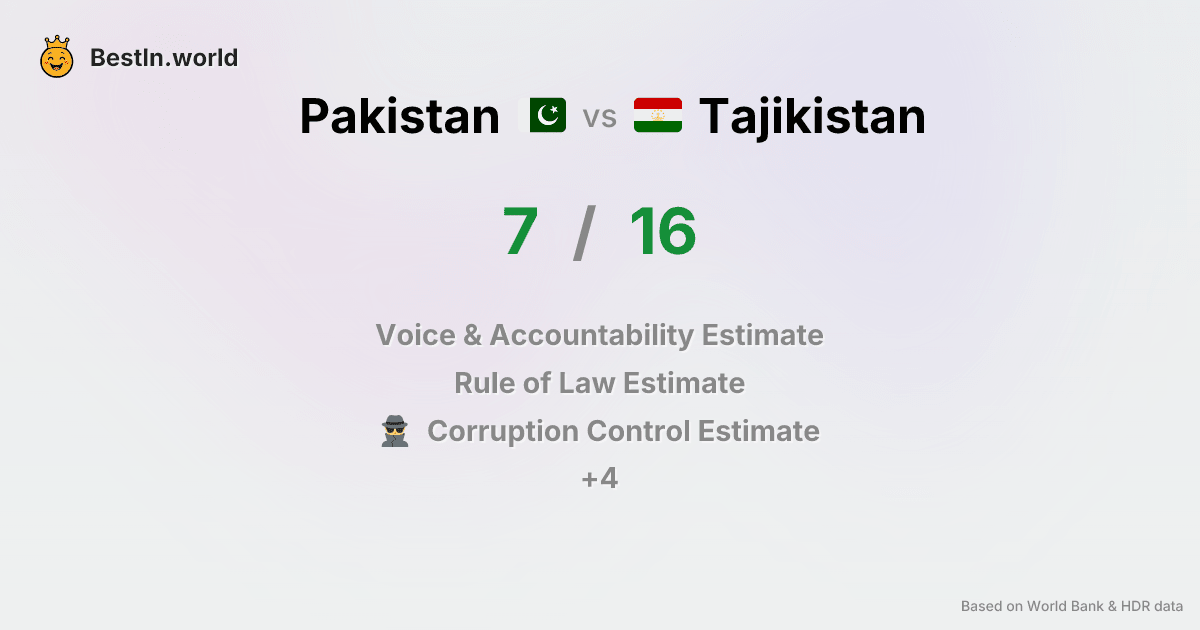 BestIn.world
Pakistan vs Tajikistan
7 / 16
Voice & Accountability Estimate
Rule of Law Estimate
Corruption Control Estimate
+4
Based on World Bank & HDR data